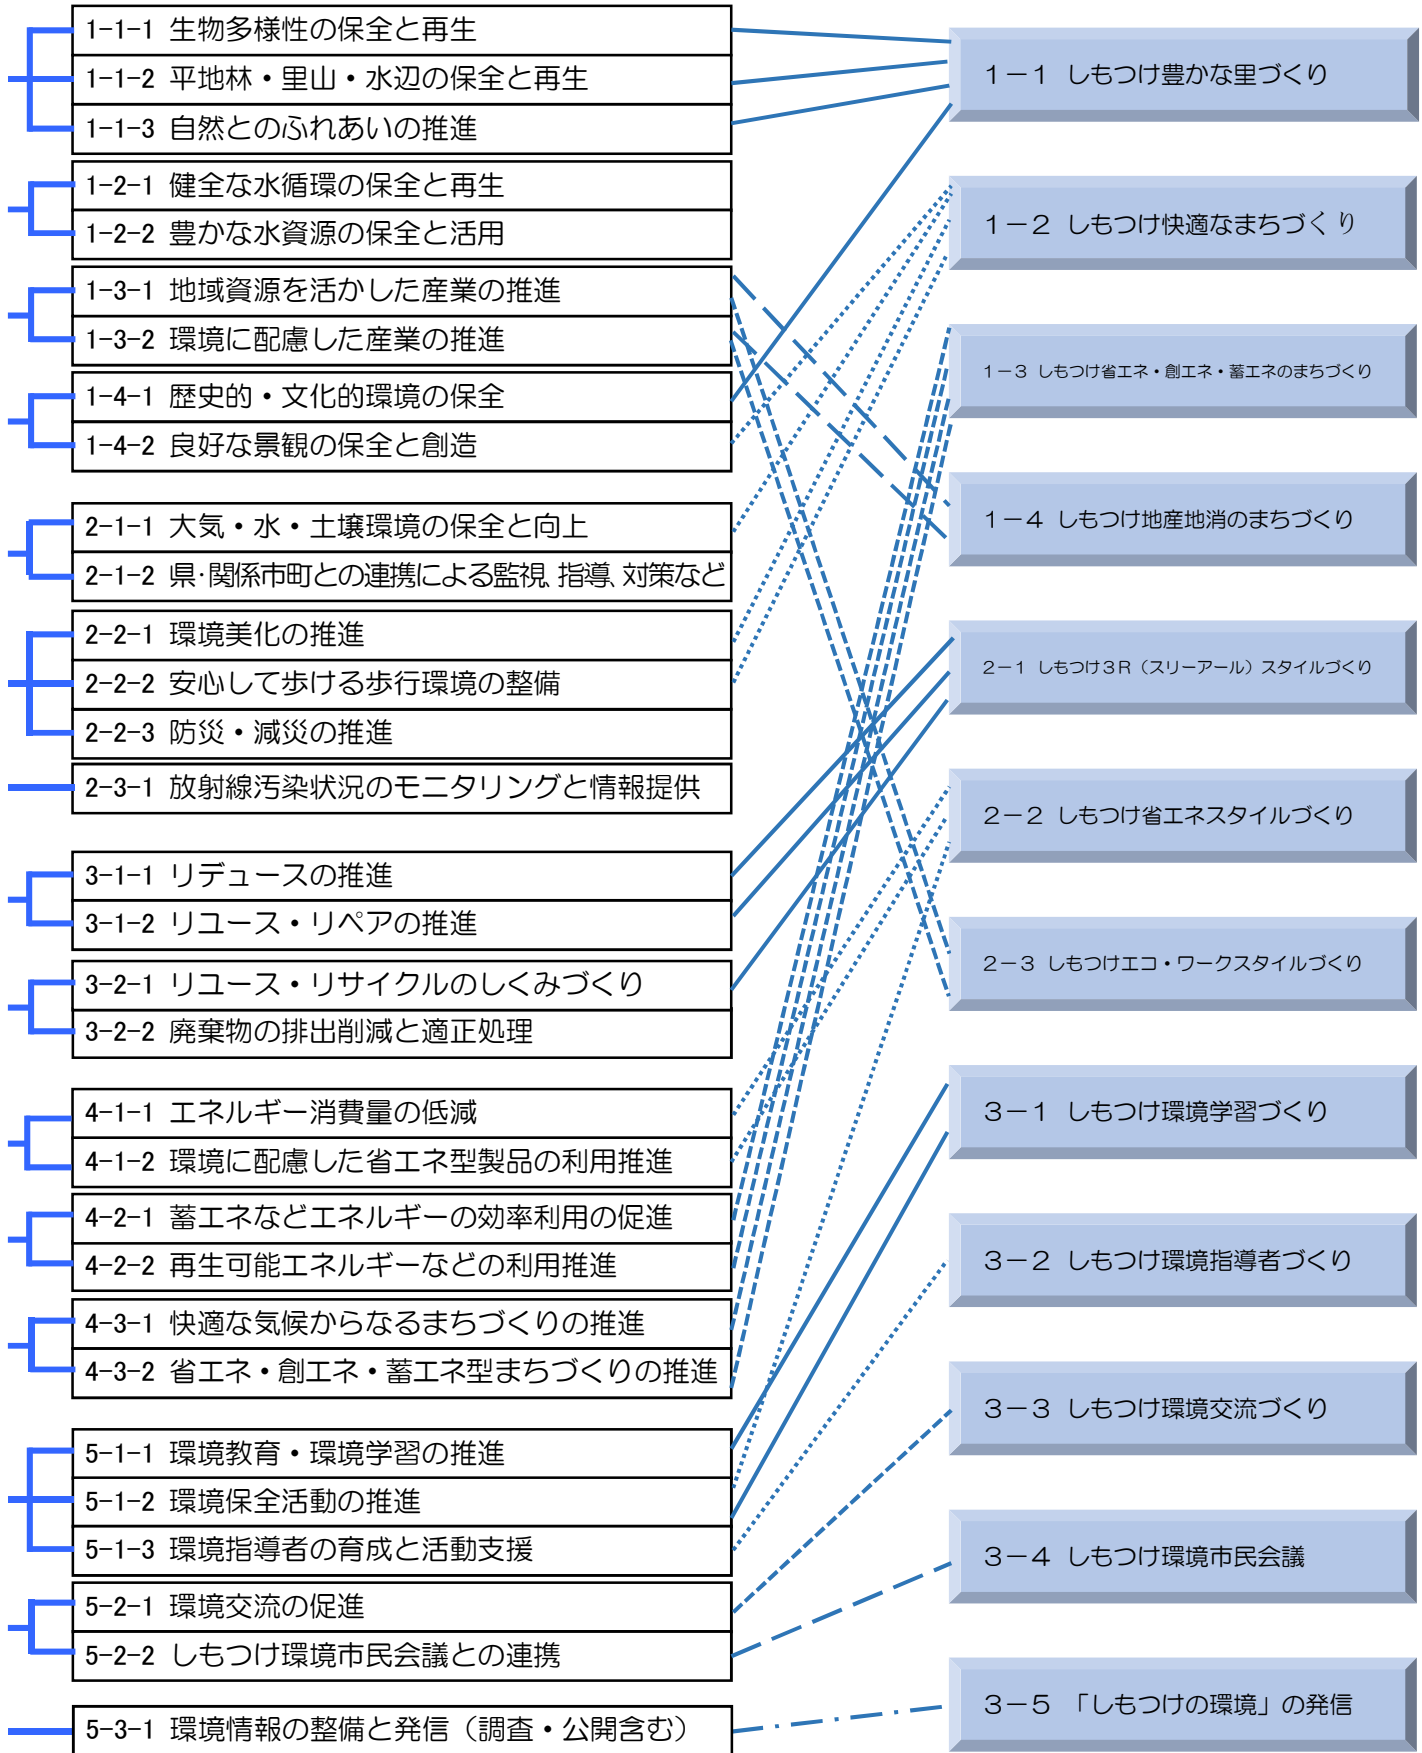 1-1-1 生物多様性の保全と再生
1-1-2 平地林・里山・水辺の保全と再生
1-1-3 自然とのふれあいの推進
1-2-1 健全な水循環の保全と再生
1-2-2 豊かな水資源の保全と活用
1-3-1 地域資源を活かした産業の推進
1-3-2 環境に配慮した産業の推進
1-4-1 歴史的・文化的環境の保全
1-4-2 良好な景観の保全と創造
2-1-1 大気・水・土壌環境の保全と向上
2-1-2 県・関係市町との連携による監視、指導、対策など
2-2-1 環境美化の推進
2-2-2 安心して歩ける歩行環境の整備
2-2-3 防災・減災の推進
2-3-1 放射線汚染状況のモニタリングと情報提供
3-1-1 リデュースの推進
3-1-2 リユース・リペアの推進
3-2-1 リユース・リサイクルのしくみづくり
3-2-2 廃棄物の排出削減と適正処理
4-1-1 エネルギー消費量の低減
4-1-2 環境に配慮した省エネ型製品の利用推進
4-2-1 蓄エネなどエネルギーの効率利用の促進
4-2-2 再生可能エネルギーなどの利用推進
4-3-1 快適な気候からなるまちづくりの推進
4-3-2 省エネ・創エネ・蓄エネ型まちづくりの推進
5-1-1 環境教育・環境学習の推進
5-1-2 環境保全活動の推進
5-1-3 環境指導者の育成と活動支援
5-2-1 環境交流の促進
5-2-2 しもつけ環境市民会議との連携
5-3-1 環境情報の整備と発信（調査・公開含む）
１－１ しもつけ豊かな里づくり
１－２ しもつけ快適なまちづくり
１－３ しもつけ省エネ・創エネ・蓄エネのまちづくり
１－４ しもつけ地産地消のまちづくり
２－１ しもつけ３Ｒ（スリーアール）スタイルづくり
２－２ しもつけ省エネスタイルづくり
２－３ しもつけエコ・ワークスタイルづくり
３－１ しもつけ環境学習づくり
３－２ しもつけ環境指導者づくり
３－３ しもつけ環境交流づくり
３－４ しもつけ環境市民会議
３－５ 「しもつけの環境」の発信